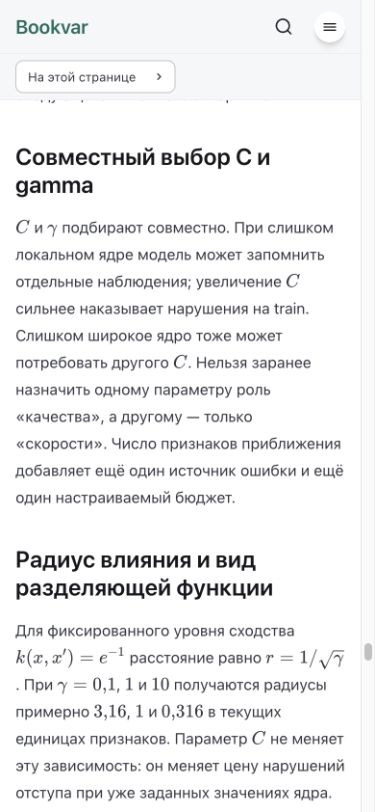 Bookvar
На этой странице
Совместный выбор C и
gamma
C и γ подбирают совместно. При слишком
локальном ядре модель может запомнить
отдельные наблюдения; увеличение C
сильнее наказывает нарушения на train.
Слишком широкое ядро тоже может
потребовать другого C. Нельзя заранее
назначить одному параметру роль
«качества», а другому — только
«скорости». Число признаков приближения
добавляет ещё один источник ошибки и ещё
один настраиваемый бюджет.
Радиус влияния и вид
разделяющей функции
Для фиксированного уровня сходства
k(x, x′) = e⁻¹ расстояние равно r = 1/√γ
. При γ = 0,1, 1 и 10 получаются радиусы
примерно 3,16, 1 и 0,316 в текущих
единицах признаков. Параметр C не меняет
эту зависимость: он меняет цену нарушений
отступа при уже заданных значениях ядра.